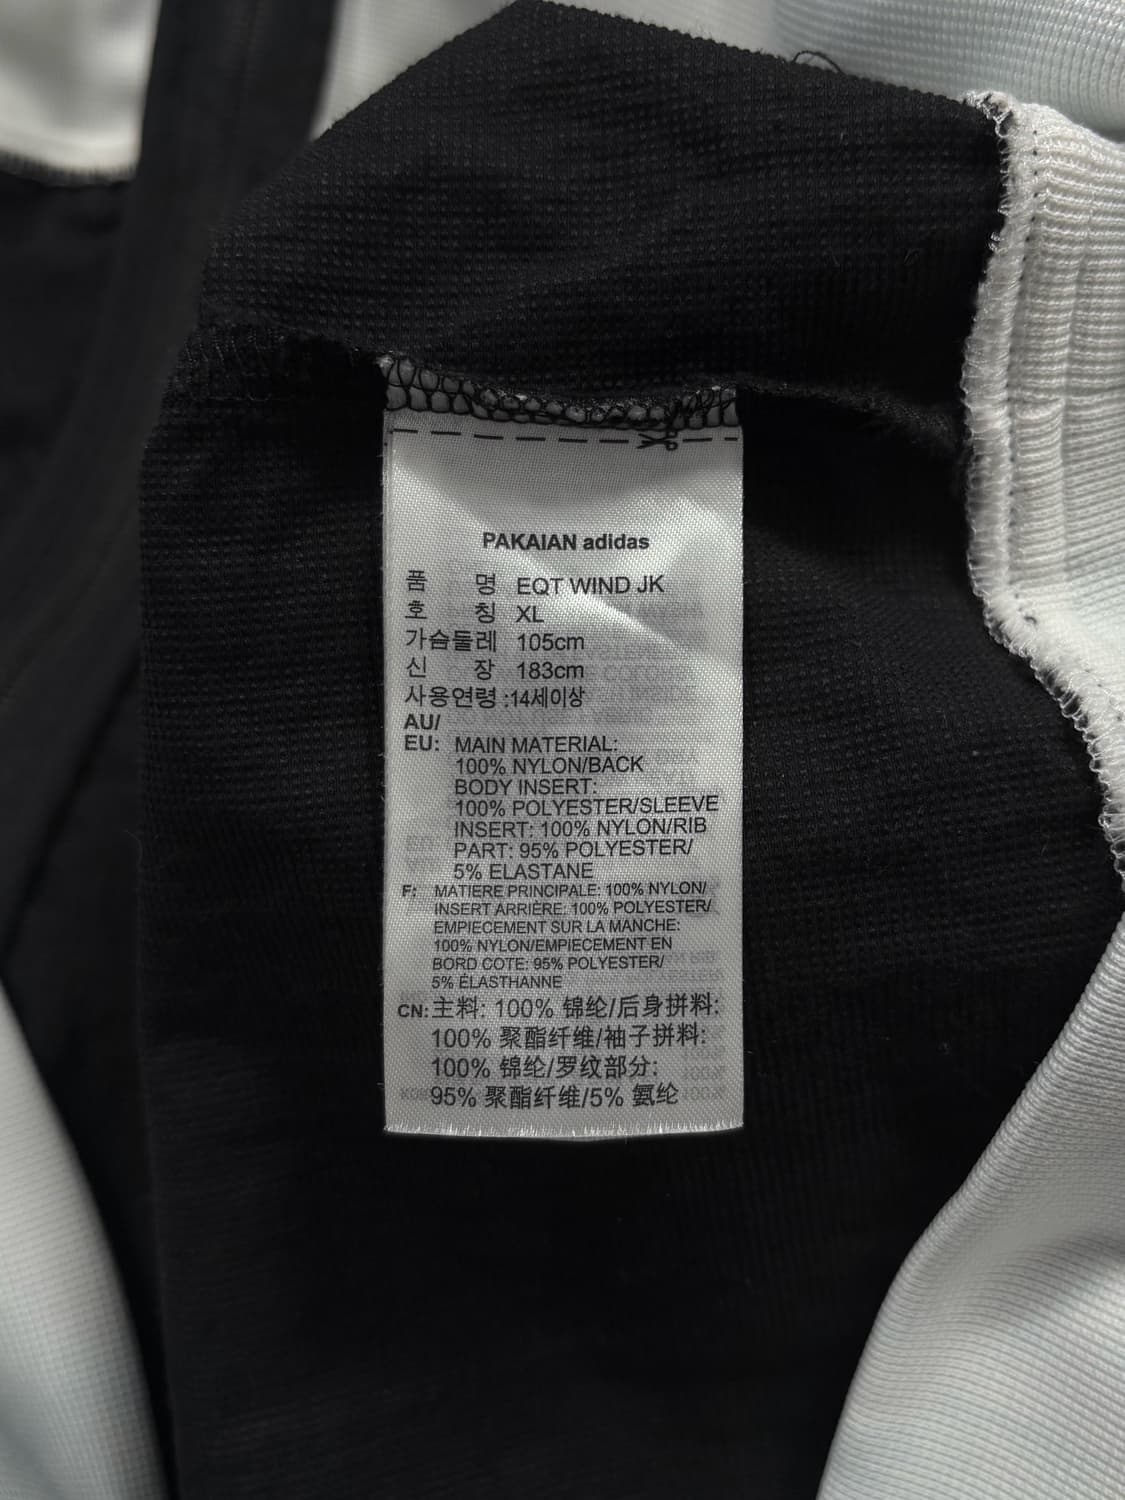 PAKAIAN adidas
품 명 EQT WIND JK
호 칭 XL
가슴둘레 105cm
신 장 183cm
사용연령 :14세이상
AU/
EU: MAIN MATERIAL:
100% NYLON/BACK
BODY INSERT:
100% POLYESTER/SLEEVE
INSERT: 100% NYLON/RIB
PART: 95% POLYESTER/
5% ELASTANE
F: MATIERE PRINCIPALE: 100% NYLON/
INSERT ARRIÈRE: 100% POLYESTER/
EMPIECEMENT SUR LA MANCHE:
100% NYLON/EMPIECEMENT EN
BORD COTE: 95% POLYESTER/
5% ÉLASTHANNE
CN: 主料: 100% 锦纶/后身拼料:
100% 聚酯纤维/袖子拼料:
100% 锦纶/罗纹部分:
95% 聚酯纤维/5% 氨纶